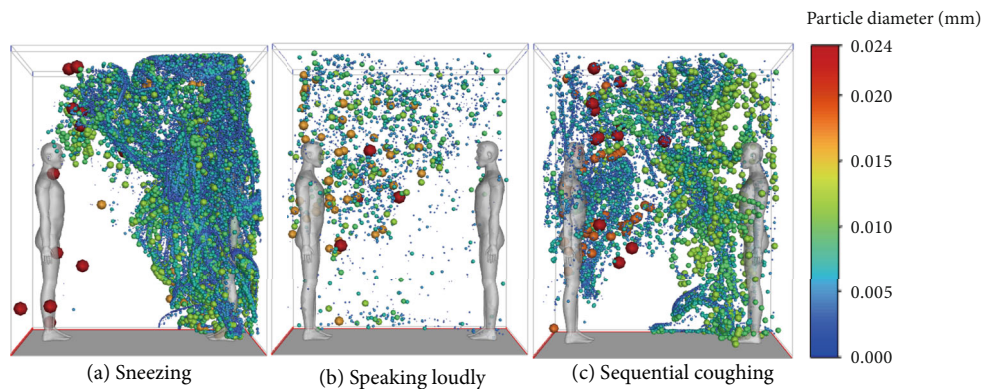 Particle diameter (mm)
0.024
0.020
0.015
0.010
0.005
0.000
(a) Sneezing
(b) Speaking loudly
(c) Sequential coughing